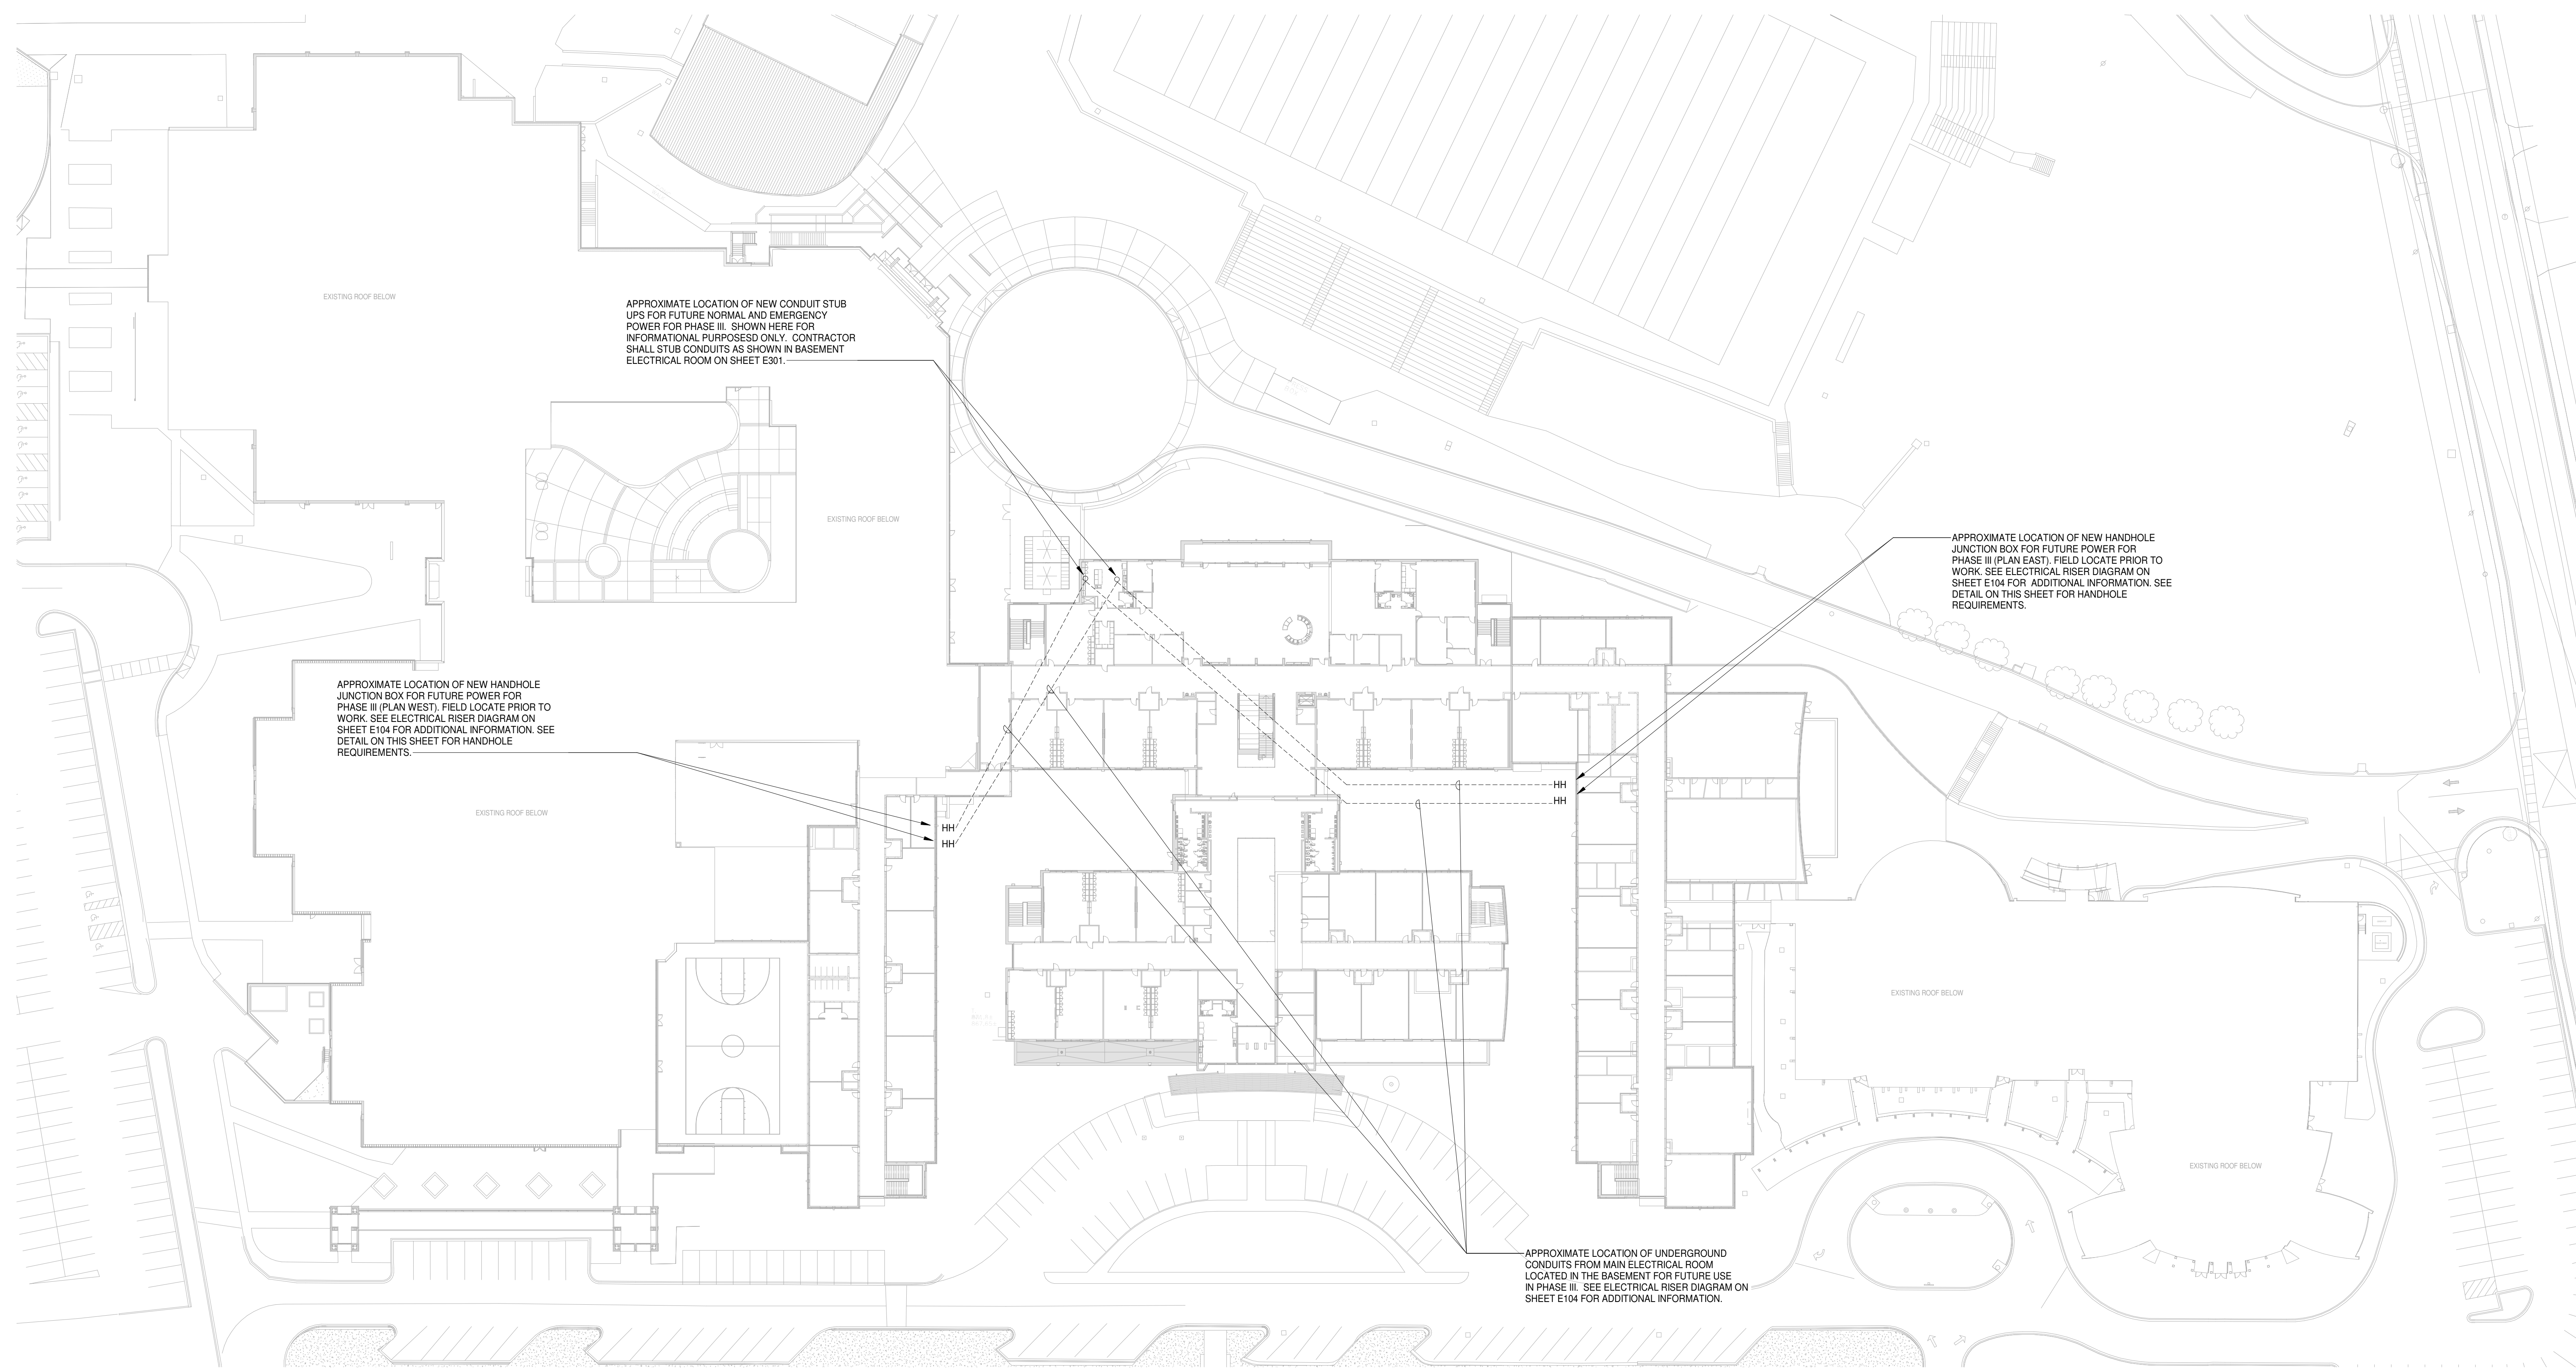 EXISTING ROOF BELOW
APPROXIMATE LOCATION OF NEW CONDUIT STUB
UPS FOR FUTURE NORMAL AND EMERGENCY
POWER FOR PHASE III.  SHOWN HERE FOR
INFORMATIONAL PURPOSESD ONLY.  CONTRACTOR
SHALL STUB CONDUITS AS SHOWN IN BASEMENT
ELECTRICAL ROOM ON SHEET E301.
EXISTING ROOF BELOW
APPROXIMATE LOCATION OF NEW HANDHOLE
JUNCTION BOX FOR FUTURE POWER FOR
PHASE III (PLAN EAST). FIELD LOCATE PRIOR TO
WORK. SEE ELECTRICAL RISER DIAGRAM ON
SHEET E104 FOR  ADDITIONAL INFORMATION. SEE
DETAIL ON THIS SHEET FOR HANDHOLE
REQUIREMENTS.
APPROXIMATE LOCATION OF NEW HANDHOLE
JUNCTION BOX FOR FUTURE POWER FOR
PHASE III (PLAN WEST). FIELD LOCATE PRIOR TO
WORK. SEE ELECTRICAL RISER DIAGRAM ON
SHEET E104 FOR ADDITIONAL INFORMATION. SEE
DETAIL ON THIS SHEET FOR HANDHOLE
REQUIREMENTS.
HH
HH
EXISTING ROOF BELOW
HH
HH
EXISTING ROOF BELOW
EXISTING ROOF BELOW
APPROXIMATE LOCATION OF UNDERGROUND
CONDUITS FROM MAIN ELECTRICAL ROOM
LOCATED IN THE BASEMENT FOR FUTURE USE
IN PHASE III.  SEE ELECTRICAL RISER DIAGRAM ON
SHEET E104 FOR ADDITIONAL INFORMATION.